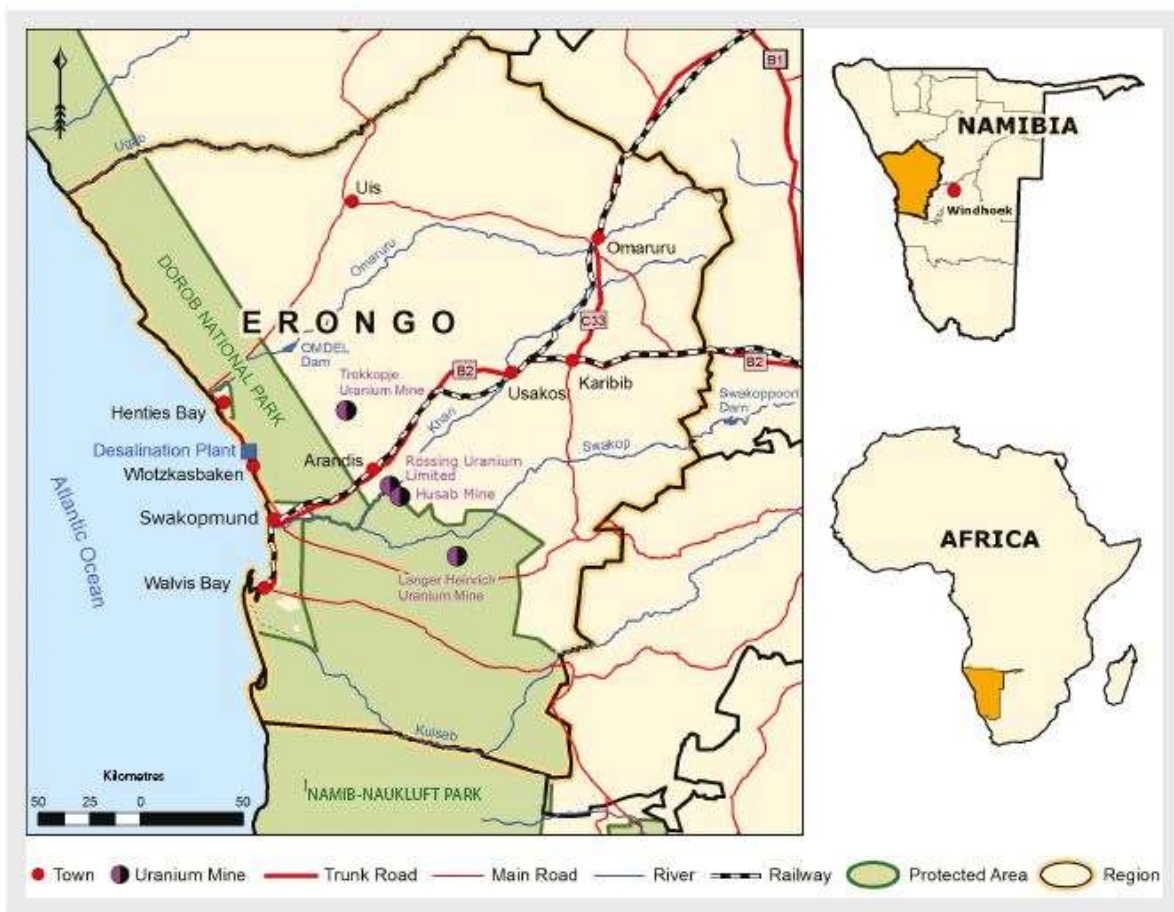 B1
Ugab
Uis
Omaruru
Omaruru
DOROB NATIONAL PARK
ERONGO
C33
OMDEL
Dam
Trekkopje
Uranium Mine
B2
B2
Usakos
Karibib
Khan
Swakoppoort
Dam
Swakop
Henties Bay
Desalination Plant
Wlotzkasbaken
Arandis
Rössing Uranium
Limited
Husab Mine
Swakopmund
Atlantic Ocean
Walvis Bay
Langer Heinrich
Uranium Mine
Kuiseb
NAMIB-NAUKLUFT PARK
Kilometres
50 25 0 50
NAMIBIA
Windhoek
AFRICA
Town
Uranium Mine
Trunk Road
Main Road
River
Railway
Protected Area
Region